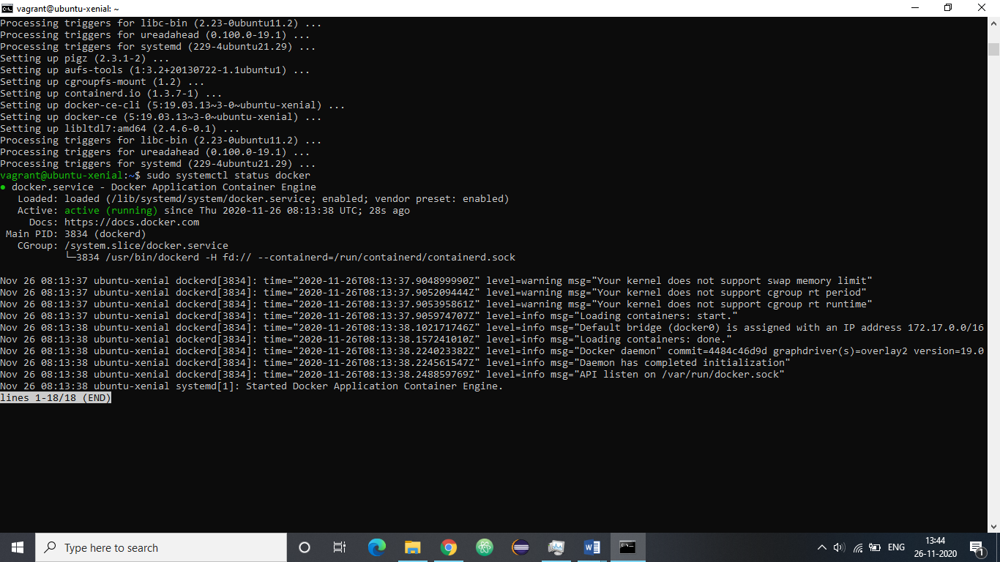 vagrant@ubuntu-xenial: ~
Processing triggers for libc-bin (2.23-0ubuntu11.2) ...
Processing triggers for ureadahead (0.100.0-19.1) ...
Processing triggers for systemd (229-4ubuntu21.29) ...
Setting up pigz (2.3.1-2) ...
Setting up aufs-tools (1:3.2+20130722-1.1ubuntu1) ...
Setting up cgroupfs-mount (1.2) ...
Setting up containerd.io (1.3.7-1) ...
Setting up docker-ce-cli (5:19.03.13~3-0~ubuntu-xenial) ...
Setting up docker-ce (5:19.03.13~3-0~ubuntu-xenial) ...
Setting up libltdl7:amd64 (2.4.6-0.1) ...
Processing triggers for libc-bin (2.23-0ubuntu11.2) ...
Processing triggers for ureadahead (0.100.0-19.1) ...
Processing triggers for systemd (229-4ubuntu21.29) ...
vagrant@ubuntu-xenial:~$ sudo systemctl status docker
● docker.service - Docker Application Container Engine
   Loaded: loaded (/lib/systemd/system/docker.service; enabled; vendor preset: enabled)
   Active: active (running) since Thu 2020-11-26 08:13:38 UTC; 28s ago
     Docs: https://docs.docker.com
 Main PID: 3834 (dockerd)
   CGroup: /system.slice/docker.service
           └─3834 /usr/bin/dockerd -H fd:// --containerd=/run/containerd/containerd.sock
Nov 26 08:13:37 ubuntu-xenial dockerd[3834]: time="2020-11-26T08:13:37.904899990Z" level=warning msg="Your kernel does not support swap memory limit"
Nov 26 08:13:37 ubuntu-xenial dockerd[3834]: time="2020-11-26T08:13:37.905209444Z" level=warning msg="Your kernel does not support cgroup rt period"
Nov 26 08:13:37 ubuntu-xenial dockerd[3834]: time="2020-11-26T08:13:37.905395861Z" level=warning msg="Your kernel does not support cgroup rt runtime"
Nov 26 08:13:37 ubuntu-xenial dockerd[3834]: time="2020-11-26T08:13:37.905974707Z" level=info msg="Loading containers: start."
Nov 26 08:13:38 ubuntu-xenial dockerd[3834]: time="2020-11-26T08:13:38.102171746Z" level=info msg="Default bridge (docker0) is assigned with an IP address 172.17.0.0/16
Nov 26 08:13:38 ubuntu-xenial dockerd[3834]: time="2020-11-26T08:13:38.157241010Z" level=info msg="Loading containers: done."
Nov 26 08:13:38 ubuntu-xenial dockerd[3834]: time="2020-11-26T08:13:38.224023382Z" level=info msg="Docker daemon" commit=4484c46d9d graphdriver(s)=overlay2 version=19.0
Nov 26 08:13:38 ubuntu-xenial dockerd[3834]: time="2020-11-26T08:13:38.224561547Z" level=info msg="Daemon has completed initialization"
Nov 26 08:13:38 ubuntu-xenial dockerd[3834]: time="2020-11-26T08:13:38.248859769Z" level=info msg="API listen on /var/run/docker.sock"
Nov 26 08:13:38 ubuntu-xenial systemd[1]: Started Docker Application Container Engine.
lines 1-18/18 (END)
Type here to search
ENG
13:44
26-11-2020
1